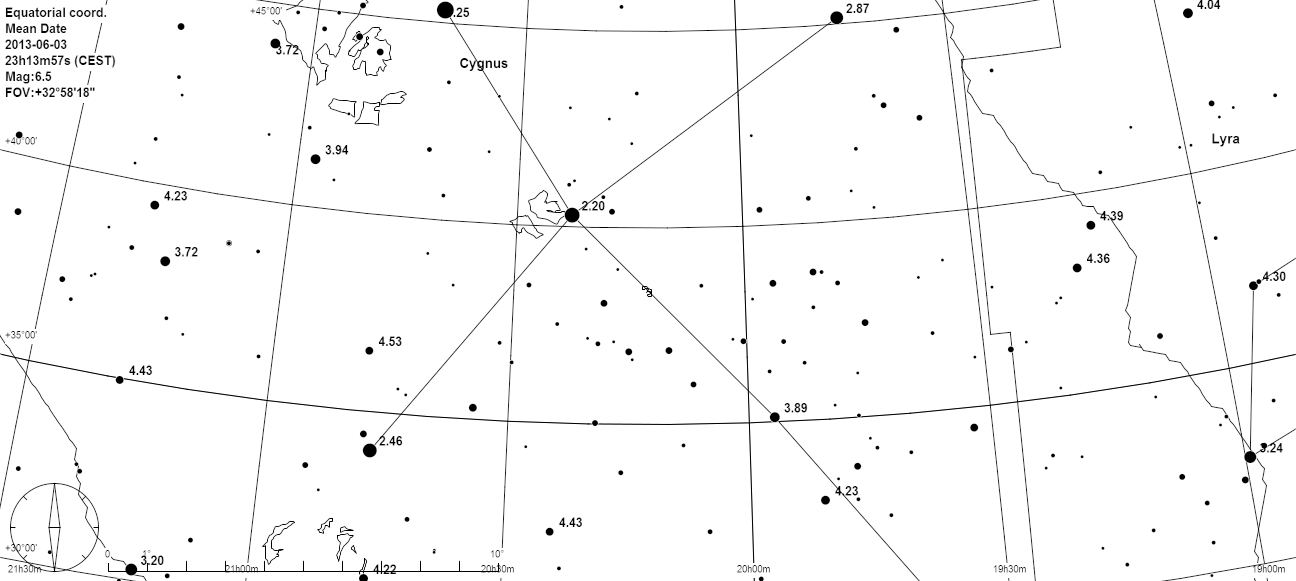 Equatorial coord.
Mean Date
2013-06-03
23h13m57s (CEST)
Mag:6.5
FOV:+32°58'18"
+45°00'
.25
2.87
4.04
3.72
Cygnus
+40°00'
Lyra
3.94
4.23
2.20
4.39
3.72
4.36
4.30
+35°00'
4.53
4.43
3.89
2.46
3.24
4.23
4.43
+30°00'
0
1°
10°
3.20
4.22
21h30m
21h00m
20h30m
20h00m
19h30m
19h00m